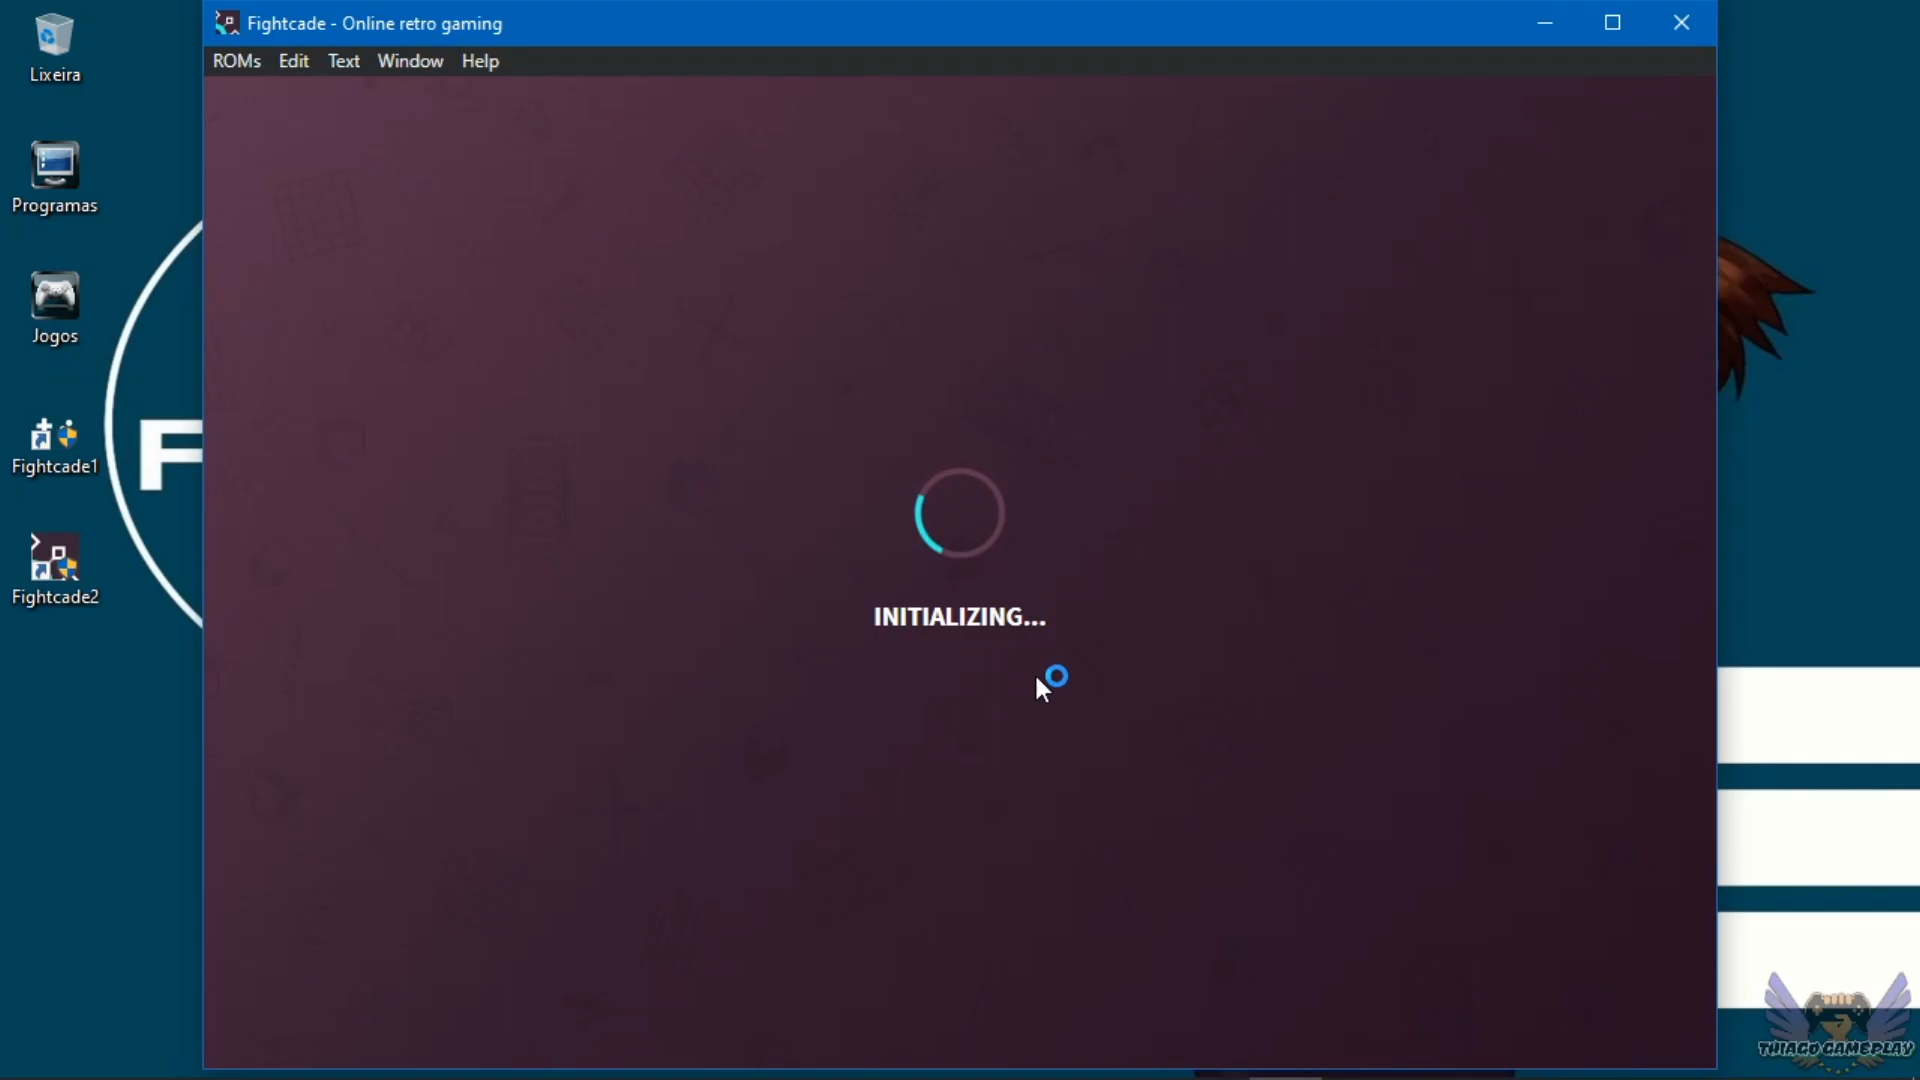 Fightcade - Online retro gaming
ROMs Edit Text Window Help
Lixeira
Programas
Jogos
Fightcade1
Fightcade2
F
INITIALIZING...
THIAGO GAMEPLAY